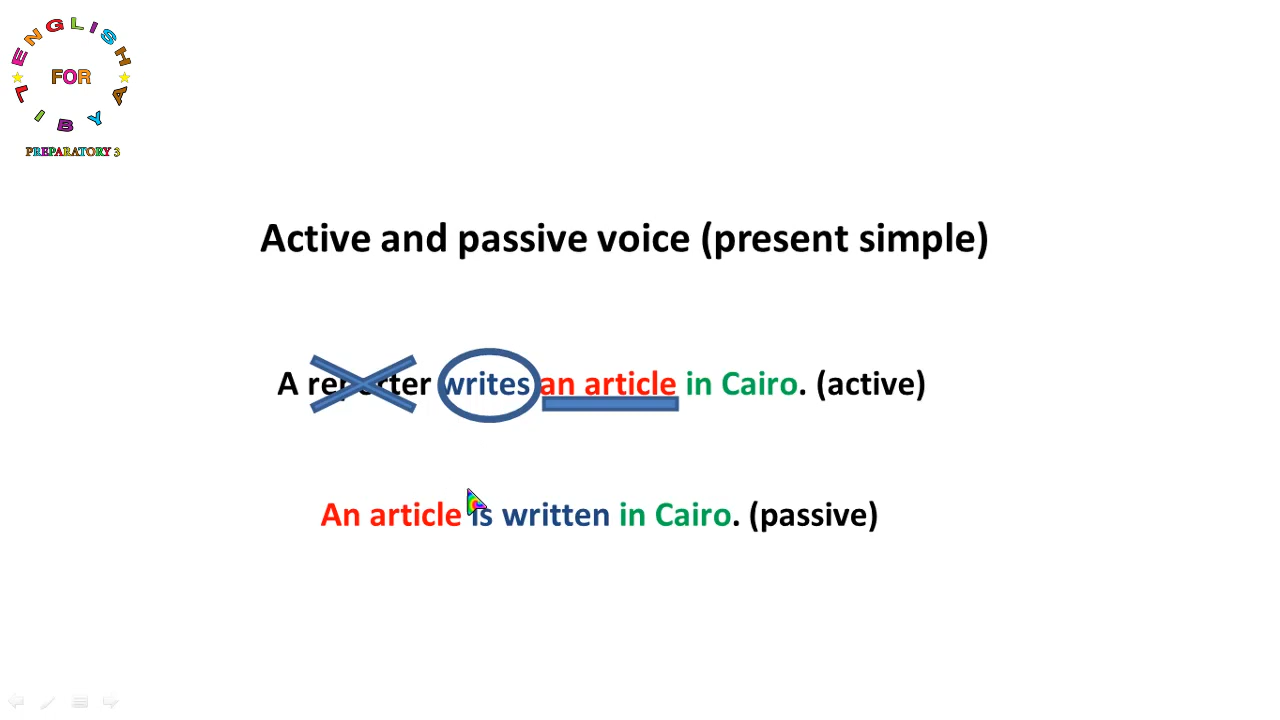 ENGLISH
FOR
LIBYA
PREPARATORY 3
Active and passive voice (present simple)
A reporter writes an article in Cairo. (active)
An article is written in Cairo. (passive)